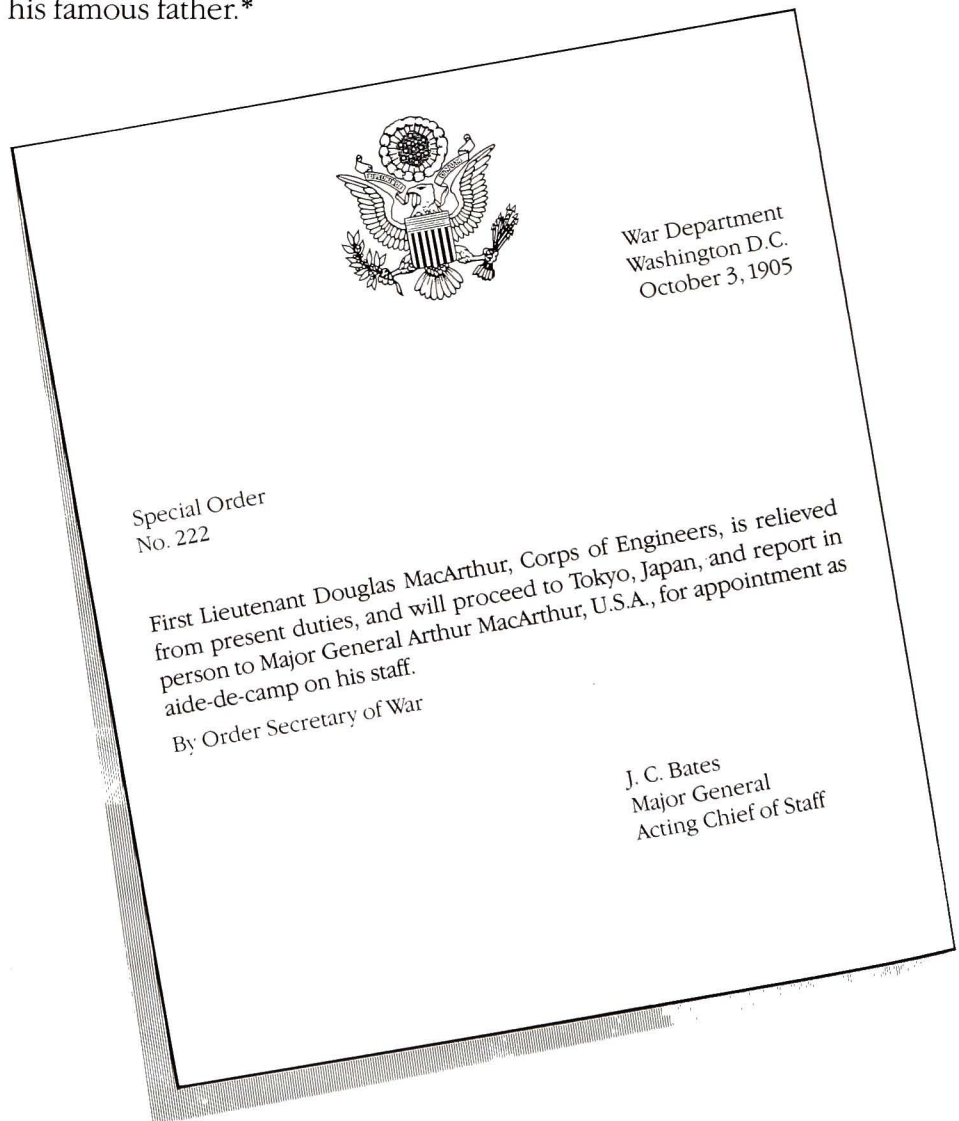 his famous father.*
War Department
Washington D.C.
October 3, 1905
Special Order
No. 222
First Lieutenant Douglas MacArthur, Corps of Engineers, is relieved
from present duties, and will proceed to Tokyo, Japan, and report in
person to Major General Arthur MacArthur, U.S.A., for appointment as
aide-de-camp on his staff.
By Order Secretary of War
J. C. Bates
Major General
Acting Chief of Staff